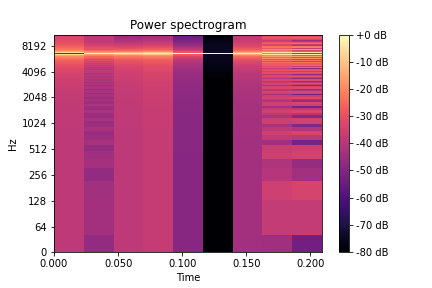 Power spectrogram
8192
4096
2048
1024
512
256
128
64
0
Hz
0.000 0.050 0.100 0.150 0.200
Time
+0 dB
-10 dB
-20 dB
-30 dB
-40 dB
-50 dB
-60 dB
-70 dB
-80 dB